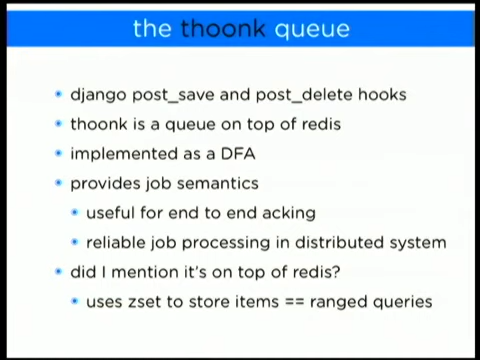 the thoonk queue
django post_save and post_delete hooks
thoonk is a queue on top of redis
implemented as a DFA
provides job semantics
useful for end to end acking
reliable job processing in distributed system
did I mention it's on top of redis?
uses zset to store items == ranged queries